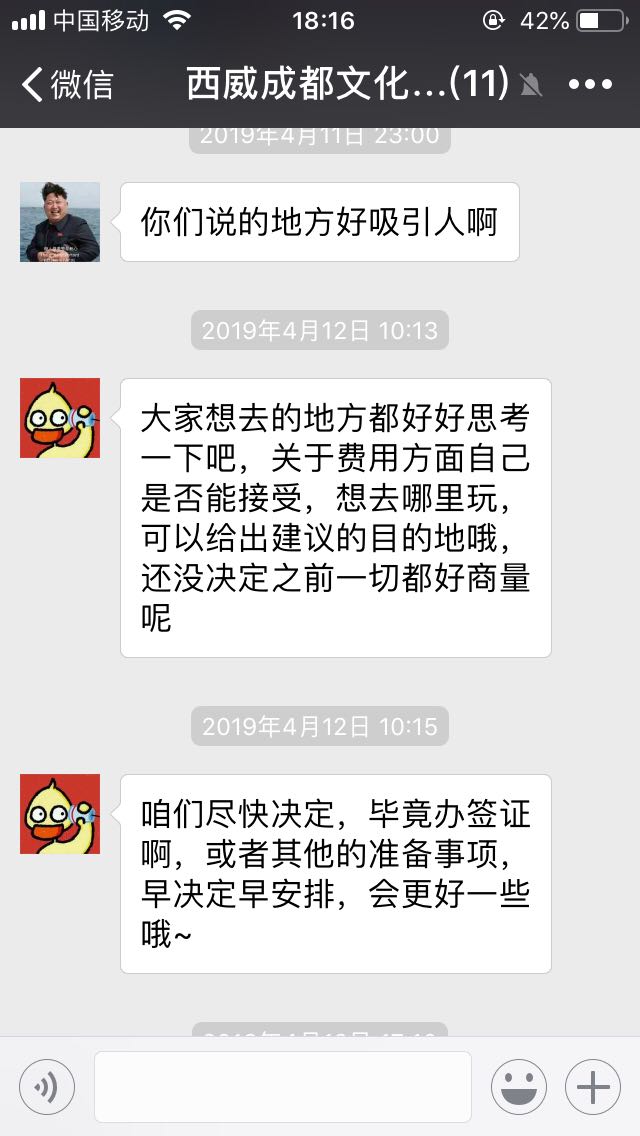 中国移动
18:16
42%
微信
西威成都文化...(11)
2019年4月11日 23:00
你们说的地方好吸引人啊
2019年4月12日 10:13
大家想去的地方都好好思考
一下吧，关于费用方面自己
是否能接受，想去哪里玩，
可以给出建议的目的地哦，
还没决定之前一切都好商量
呢
2019年4月12日 10:15
咱们尽快决定，毕竟办签证
啊，或者其他的准备事项，
早决定早安排，会更好一些
哦~